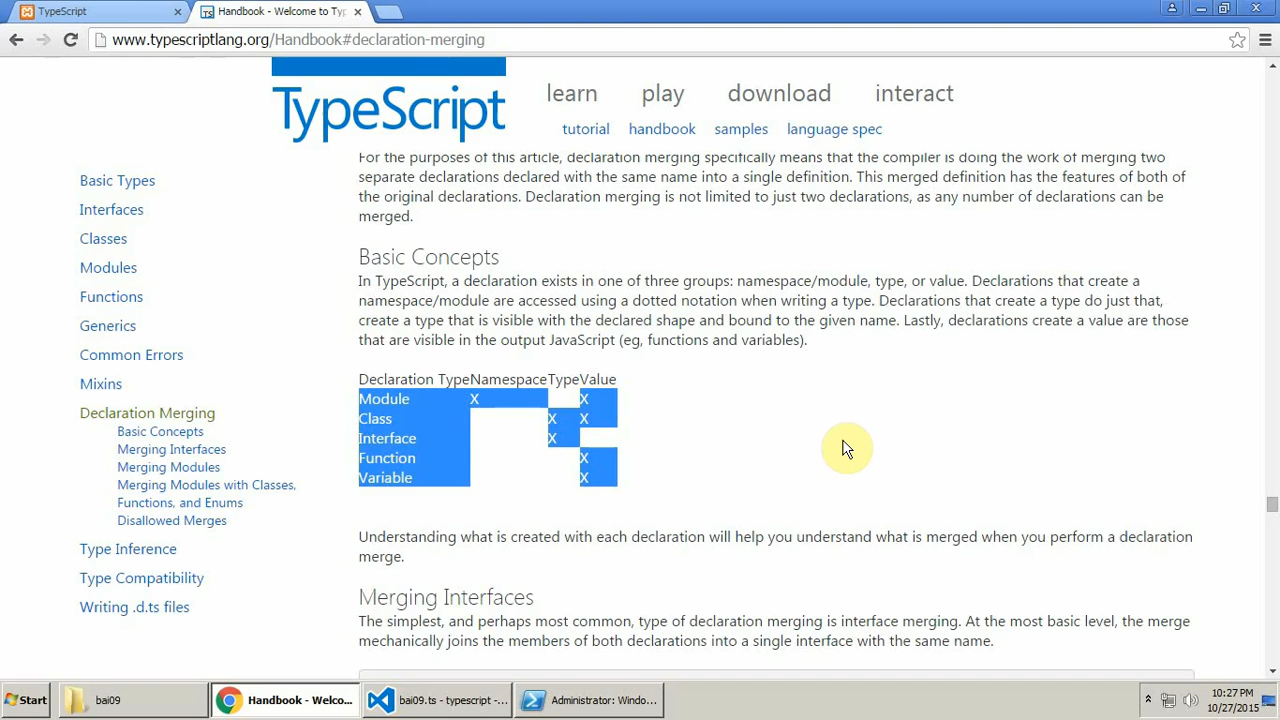 TypeScript
Handbook - Welcome to Typ
www.typescriptlang.org/Handbook#declaration-merging
TypeScript
learn play download interact
tutorial handbook samples language spec
Basic Types
Interfaces
Classes
Modules
Functions
Generics
Common Errors
Mixins
Declaration Merging
Basic Concepts
Merging Interfaces
Merging Modules
Merging Modules with Classes,
Functions, and Enums
Disallowed Merges
Type Inference
Type Compatibility
Writing .d.ts files
For the purposes of this article, declaration merging specifically means that the compiler is doing the work of merging two
separate declarations declared with the same name into a single definition. This merged definition has the features of both of
the original declarations. Declaration merging is not limited to just two declarations, as any number of declarations can be
merged.
Basic Concepts
In TypeScript, a declaration exists in one of three groups: namespace/module, type, or value. Declarations that create a
namespace/module are accessed using a dotted notation when writing a type. Declarations that create a type do just that,
create a type that is visible with the declared shape and bound to the given name. Lastly, declarations create a value are those
that are visible in the output JavaScript (eg, functions and variables).
Declaration TypeNamespaceTypeValue
Module X X
Class X X
Interface X
Function X
Variable X
Understanding what is created with each declaration will help you understand what is merged when you perform a declaration
merge.
Merging Interfaces
The simplest, and perhaps most common, type of declaration merging is interface merging. At the most basic level, the merge
mechanically joins the members of both declarations into a single interface with the same name.
Start bai09 Handbook - Welco... bai09.ts - typescript -... Administrator: Windo... 10:27 PM
10/27/2015